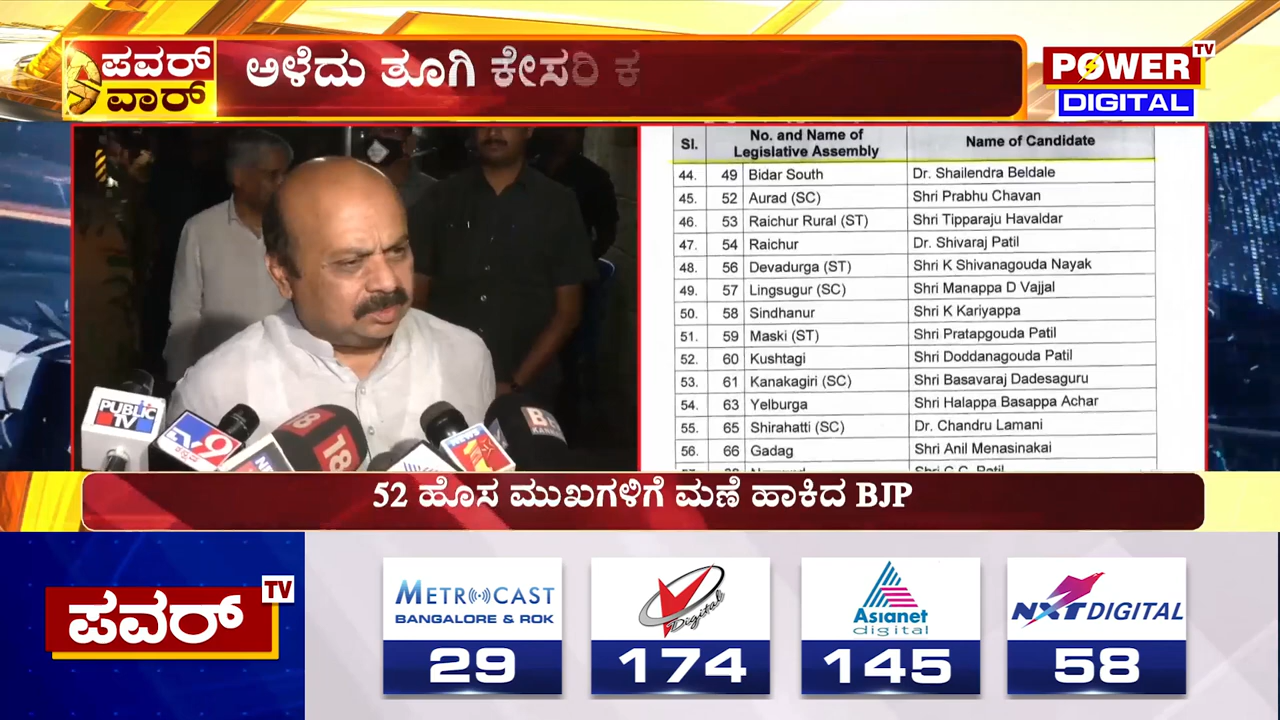 ಪವರ್
ವಾರ್
ಅಳೆದು ತೂಗಿ ಕೇಸರಿ ಕ
POWER TV
DIGITAL
Sl. No. and Name of Legislative Assembly Name of Candidate
44. 49 Bidar South Dr. Shailendra Beldale
45. 52 Aurad (SC) Shri Prabhu Chavan
46. 53 Raichur Rural (ST) Shri Tipparaju Havaldar
47. 54 Raichur Dr. Shivaraj Patil
48. 56 Devadurga (ST) Shri K Shivanagouda Nayak
49. 57 Lingsugur (SC) Shri Manappa D Vajjal
50. 58 Sindhanur Shri K Kariyappa
51. 59 Maski (ST) Shri Pratapgouda Patil
52. 60 Kushtagi Shri Doddanagouda Patil
53. 61 Kanakagiri (SC) Shri Basavaraj Dadesaguru
54. 63 Yelburga Shri Halappa Basappa Achar
55. 65 Shirahatti (SC) Dr. Chandru Lamani
56. 66 Gadag Shri Anil Menasinakai
PUBLIC TV
TV9
18
18
NEWS 1
52 ಹೊಸ ಮುಖಗಳಿಗೆ ಮಣೆ ಹಾಕಿದ BJP
ಪವರ್ TV
METROCAST
BANGALORE & ROK
29
V Digital
174
Asianet
digital
145
NXTDIGITAL
58